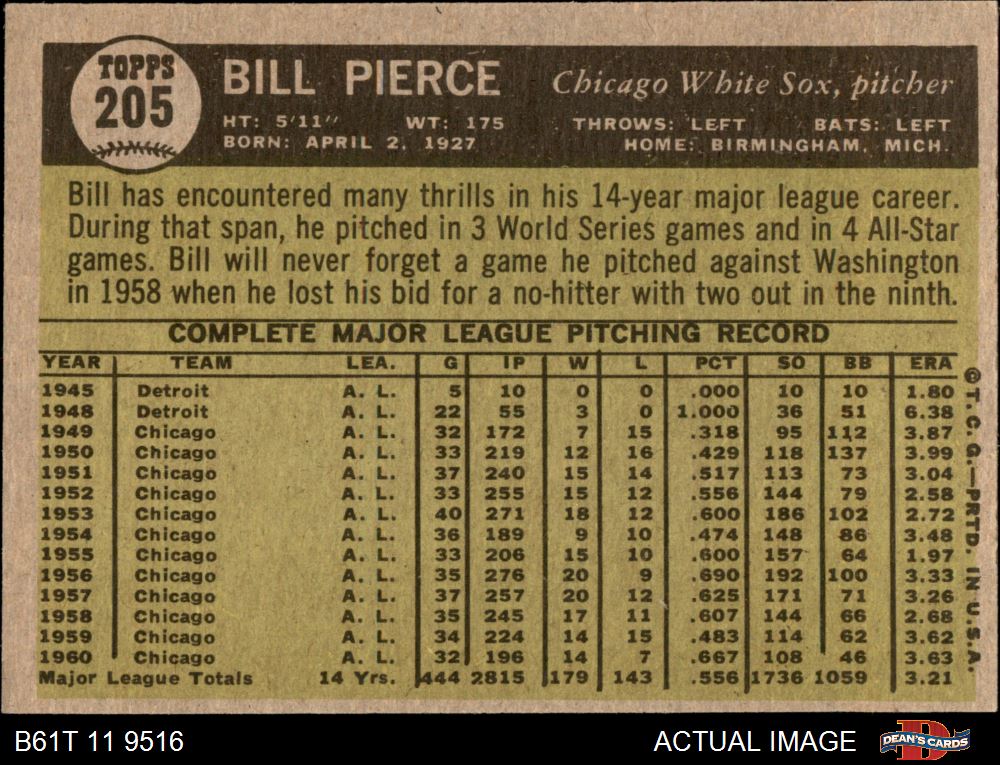 TOPPS
205
BILL PIERCE
Chicago White Sox, pitcher
HT: 5'11" WT: 175 THROWS: LEFT BATS: LEFT
BORN: APRIL 2, 1927 HOME: BIRMINGHAM, MICH.
Bill has encountered many thrills in his 14-year major league career.
During that span, he pitched in 3 World Series games and in 4 All-Star
games. Bill will never forget a game he pitched against Washington
in 1958 when he lost his bid for a no-hitter with two out in the ninth.
COMPLETE MAJOR LEAGUE PITCHING RECORD
YEAR TEAM LEA. G IP W L PCT SO BB ERA
1945 Detroit A. L. 5 10 0 0 .000 10 10 1.80
1948 Detroit A. L. 22 55 3 0 1.000 36 51 6.38
1949 Chicago A. L. 32 172 7 15 .318 95 112 3.87
1950 Chicago A. L. 33 219 12 16 .429 118 137 3.99
1951 Chicago A. L. 37 240 15 14 .517 113 73 3.04
1952 Chicago A. L. 33 255 15 12 .556 144 79 2.58
1953 Chicago A. L. 40 271 18 12 .600 186 102 2.72
1954 Chicago A. L. 36 189 9 10 .474 148 86 3.48
1955 Chicago A. L. 33 206 15 10 .600 157 64 1.97
1956 Chicago A. L. 35 276 20 9 .690 192 100 3.33
1957 Chicago A. L. 37 257 20 12 .625 171 71 3.26
1958 Chicago A. L. 35 245 17 11 .607 144 66 2.68
1959 Chicago A. L. 34 224 14 15 .483 114 62 3.62
1960 Chicago A. L. 32 196 14 7 .667 108 46 3.63
Major League Totals 14 Yrs. 444 2815 179 143 .556 1736 1059 3.21
© T. C. G.—PRTD. IN U.S.A.
B61T 11 9516
ACTUAL IMAGE
DEAN'S CARDS